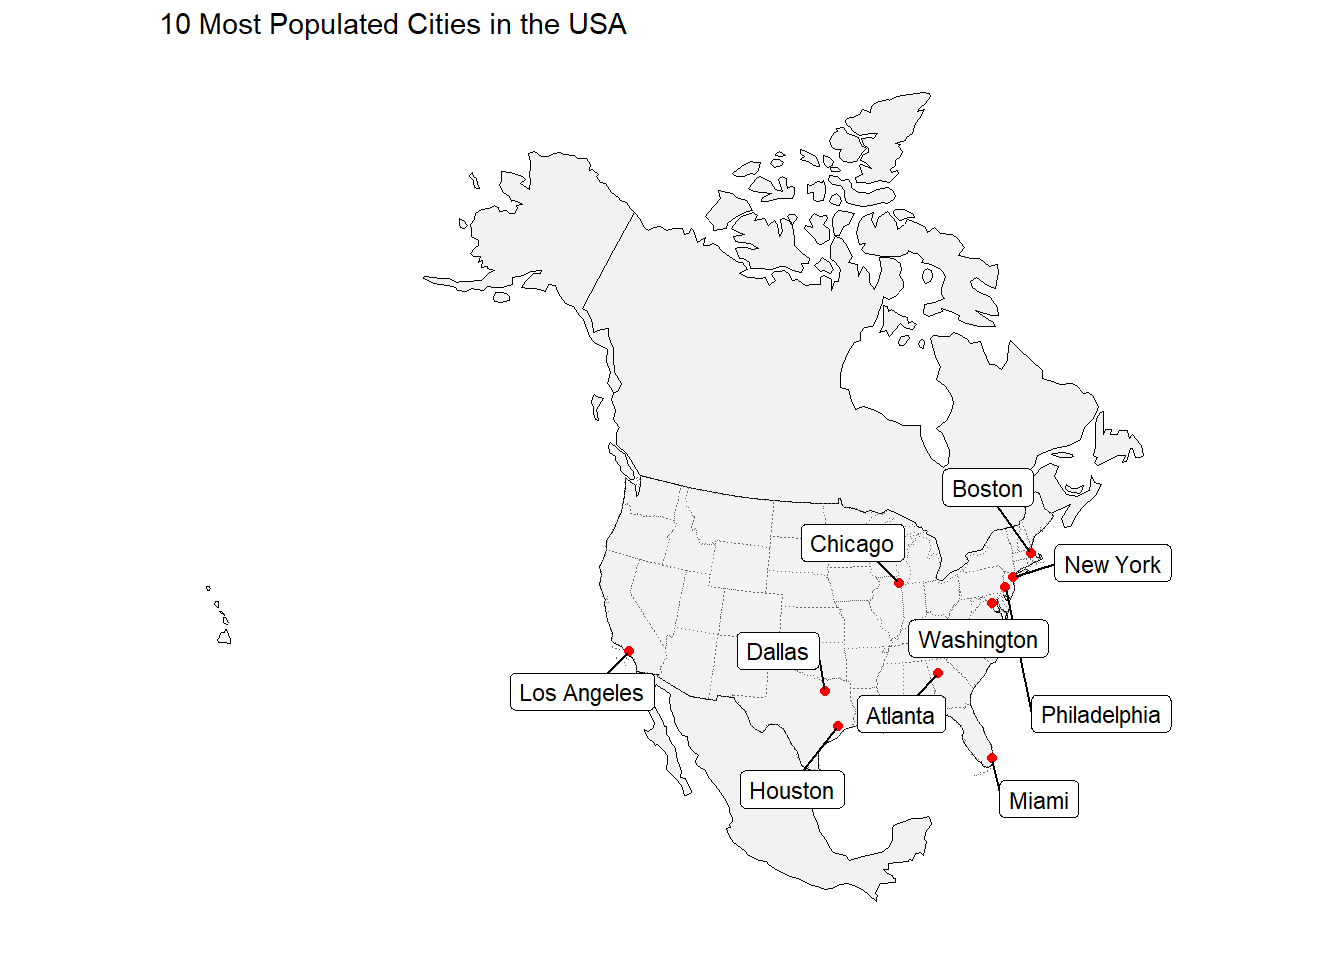 10 Most Populated Cities in the USA
Boston
Chicago
New York
Washington
Dallas
Los Angeles
Atlanta
Philadelphia
Houston
Miami